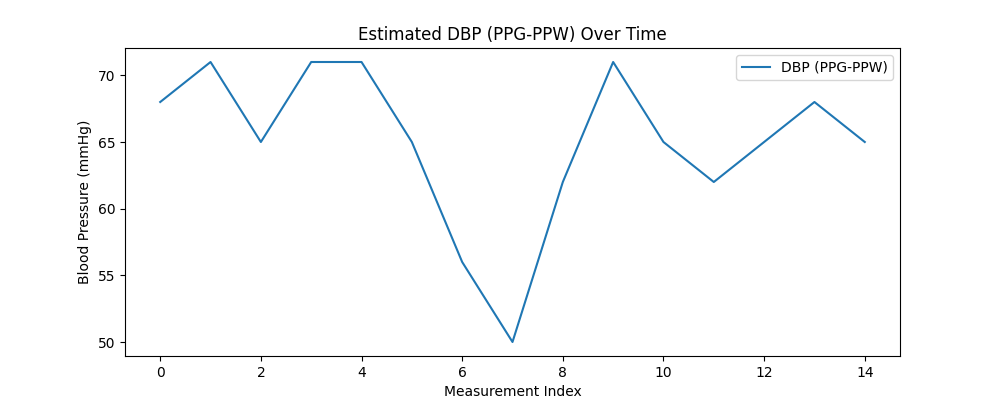 Estimated DBP (PPG-PPW) Over Time
DBP (PPG-PPW)
Blood Pressure (mmHg)
70
65
60
55
50
0 2 4 6 8 10 12 14
Measurement Index